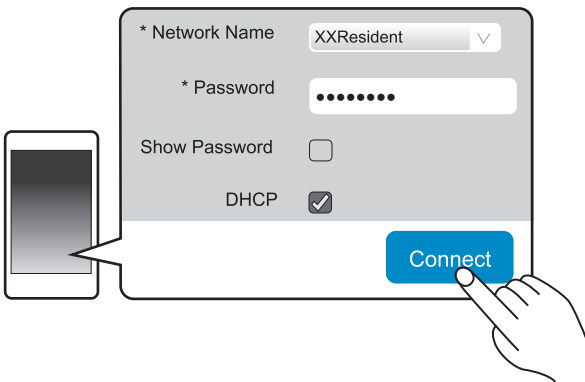 * Network Name XXResident
* Password ●●●●●●●●
Show Password
DHCP
Connect